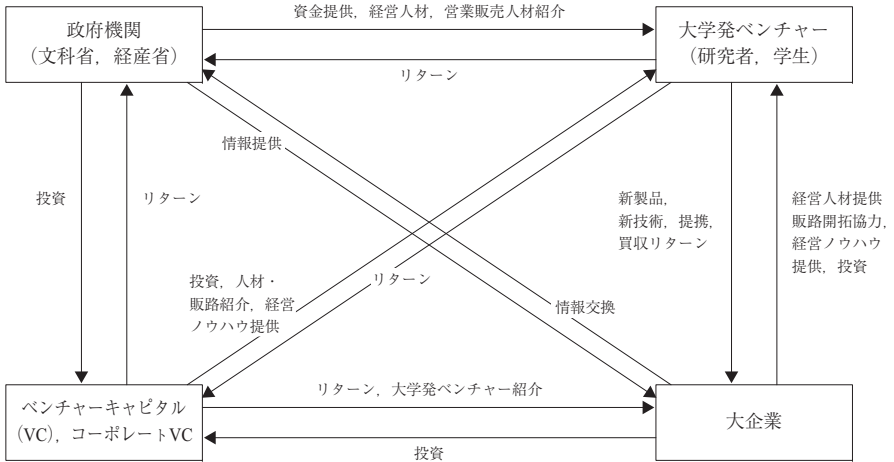 資金提供，経営人材，営業販売人材紹介
政府機関
（文科省，経産省）
大学発ベンチャー
（研究者，学生）
リターン
情報提供
投資
リターン
新製品，
新技術，提携，
買収リターン
経営人材提供
販路開拓協力，
経営ノウハウ
提供，投資
投資，人材・
販路紹介，経営
ノウハウ提供
リターン
情報交換
ベンチャーキャピタル
（VC），コーポレートVC
リターン，大学発ベンチャー紹介
大企業
投資